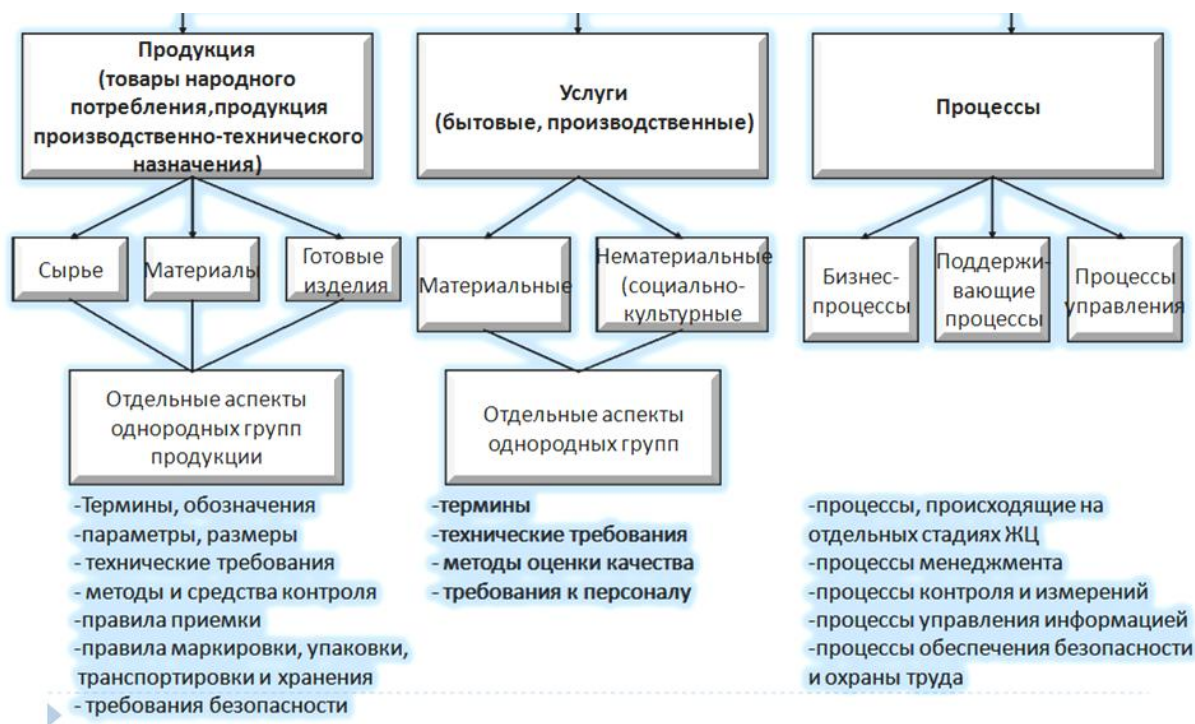 Продукция
(товары народного
потребления,продукция
производственно-технического
назначения)
Услуги
(бытовые, производственные)
Процессы
Сырье
Материалы
Готовые
изделия
Материальные
Нематериальные
(социально-
культурные
Бизнес-
процессы
Поддержи-
вающие
процессы
Процессы
управления
Отдельные аспекты
однородных групп
продукции
Отдельные аспекты
однородных групп
-Термины, обозначения
-параметры, размеры
- технические требования
- методы и средства контроля
-правила приемки
-правила маркировки, упаковки,
транспортировки и хранения
- требования безопасности
-термины
-технические требования
- методы оценки качества
- требования к персоналу
-процессы, происходящие на
отдельных стадиях ЖЦ
-процессы менеджмента
-процессы контроля и измерений
-процессы управления информацией
-процессы обеспечения безопасности
и охраны труда